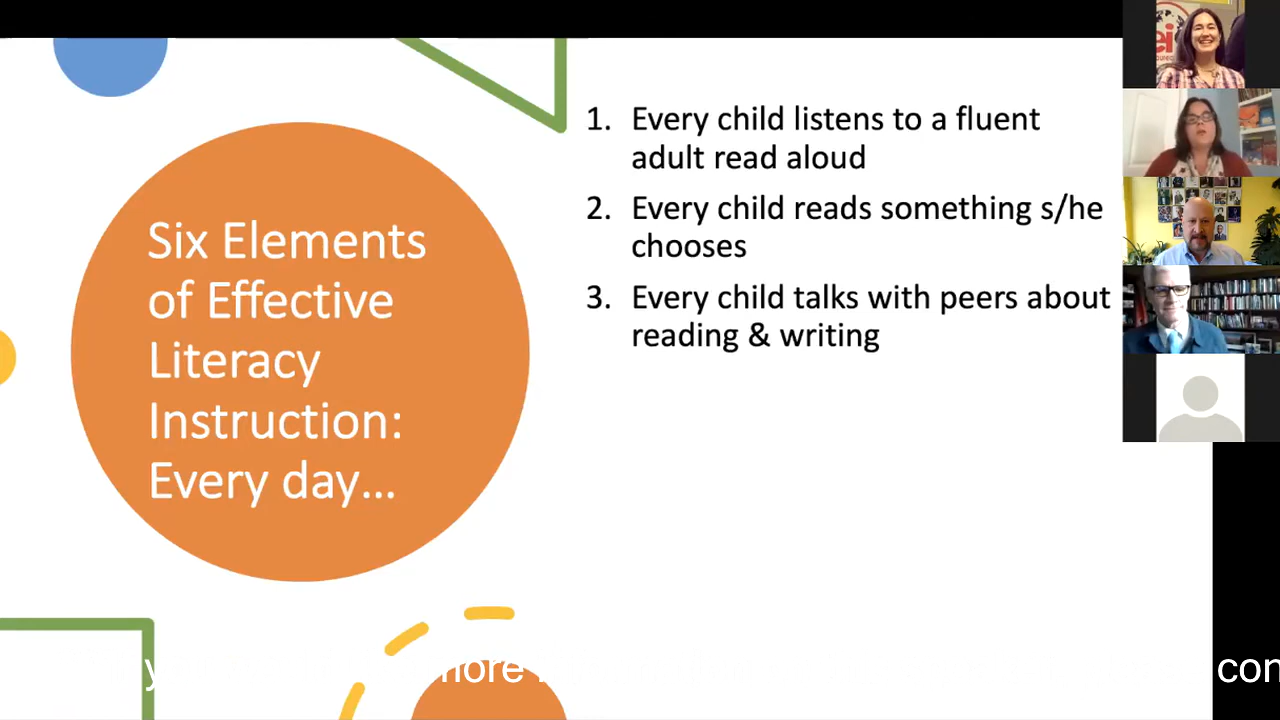 Six Elements
of Effective
Literacy
Instruction:
Every day...
1. Every child listens to a fluent
adult read aloud
2. Every child reads something s/he
chooses
3. Every child talks with peers about
reading & writing
more
con